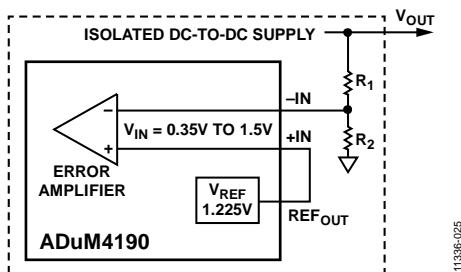 V_OUT
ISOLATED DC-TO-DC SUPPLY
R₁
–IN
−
V_IN = 0.35V TO 1.5V
+IN
R₂
+
ERROR
AMPLIFIER
V_REF
1.225V
REF_OUT
ADuM4190
11336-025